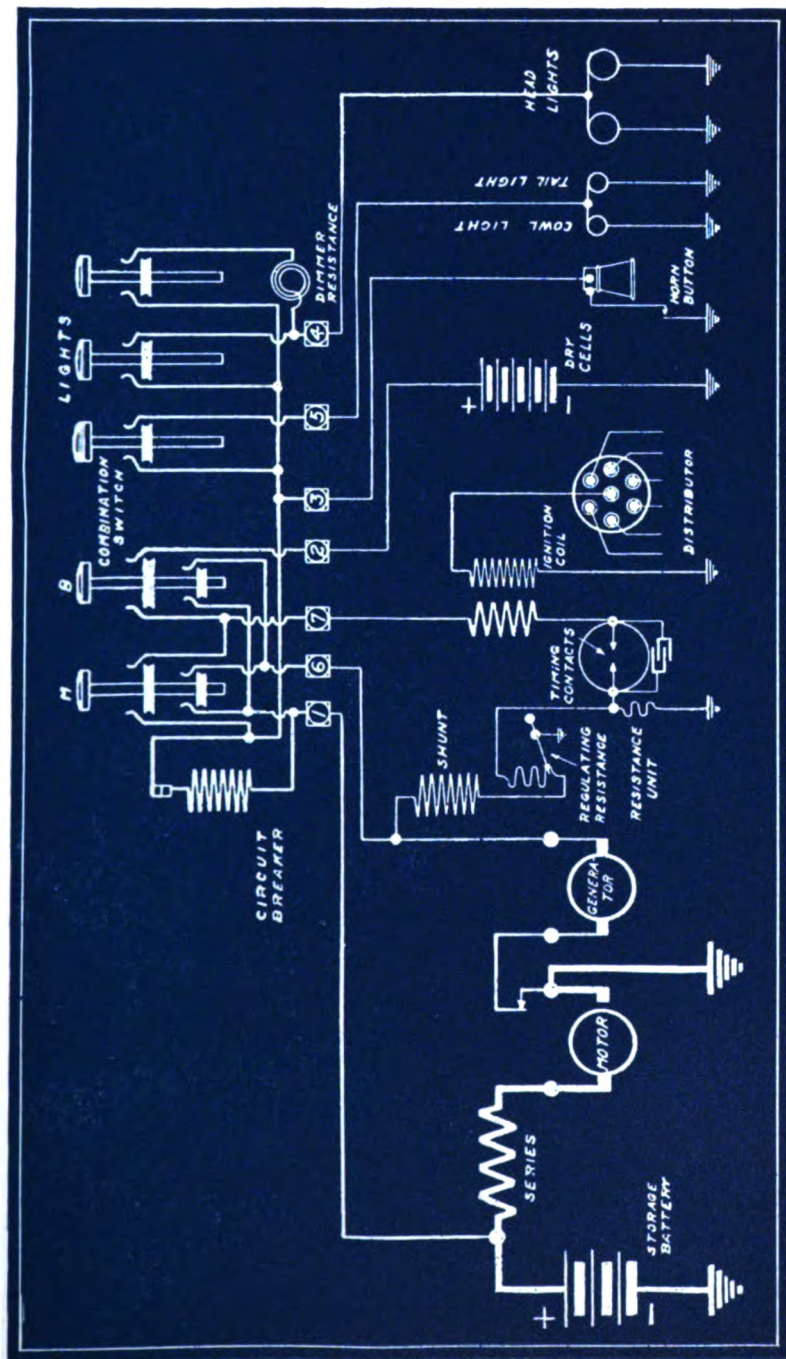 LIGHTS
M
B
COMBINATION
SWITCH
CIRCUIT
BREAKER
DIMMER
RESISTANCE
1
6
7
2
3
5
4
HEAD
LIGHTS
TAIL LIGHT
COWL LIGHT
HORN
BUTTON
+
-
DRY
CELLS
IGNITION
COIL
DISTRIBUTOR
TIMING
CONTACTS
SHUNT
REGULATING
RESISTANCE
RESISTANCE
UNIT
GENERA-
TOR
MOTOR
SERIES
+
-
STORAGE
BATTERY